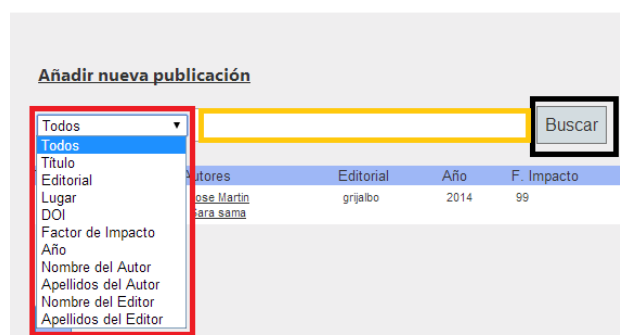 Añadir nueva publicación
Todos Buscar
Todos
Título
Editorial
Lugar
DOI
Factor de Impacto
Año
Nombre del Autor
Apellidos del Autor
Nombre del Editor
Apellidos del Editor
Autores Editorial Año F. Impacto
Jose Martin grijalbo 2014 99
Sara sama